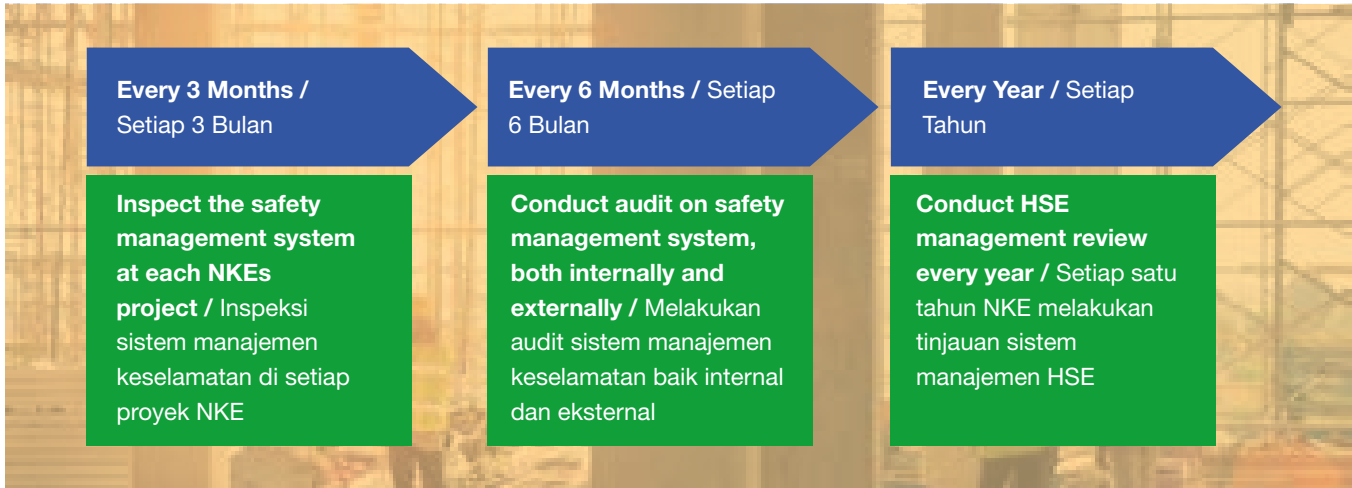 Every 3 Months /
Setiap 3 Bulan
Inspect the safety
management system
at each NKEs
project / Inspeksi
sistem manajemen
keselamatan di setiap
proyek NKE
Every 6 Months / Setiap
6 Bulan
Conduct audit on safety
management system,
both internally and
externally / Melakukan
audit sistem manajemen
keselamatan baik internal
dan eksternal
Every Year / Setiap
Tahun
Conduct HSE
management review
every year / Setiap satu
tahun NKE melakukan
tinjauan sistem
manajemen HSE